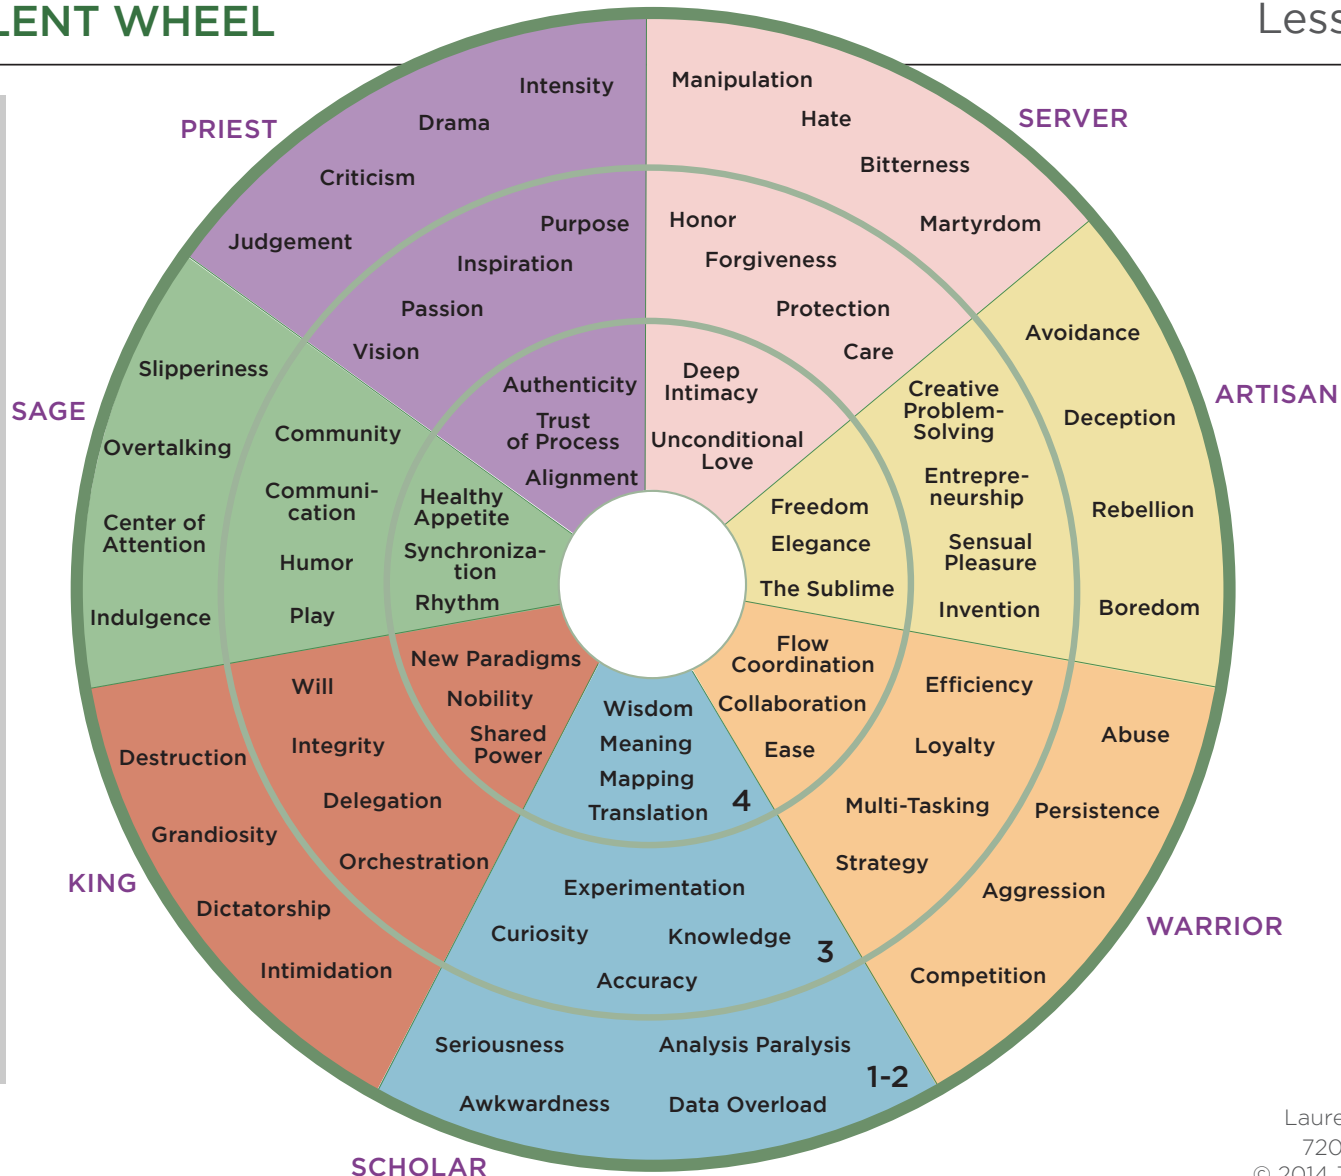 LENT WHEEL
Less
PRIEST
Intensity
Drama
Criticism
Judgement
Purpose
Inspiration
Passion
Vision
Authenticity
Trust
of Process
Alignment
SERVER
Manipulation
Hate
Bitterness
Martyrdom
Honor
Forgiveness
Protection
Care
Deep
Intimacy
Unconditional
Love
ARTISAN
Avoidance
Deception
Rebellion
Boredom
Creative
Problem-
Solving
Entrepre-
neurship
Sensual
Pleasure
Invention
Freedom
Elegance
The Sublime
WARRIOR
Abuse
Persistence
Aggression
Competition
Efficiency
Loyalty
Multi-Tasking
Strategy
Flow
Coordination
Collaboration
Ease
SCHOLAR
Wisdom
Meaning
Mapping
Translation
4
Experimentation
Curiosity
Knowledge
3
Accuracy
Seriousness
Analysis Paralysis
1-2
Awkwardness
Data Overload
KING
Destruction
Grandiosity
Dictatorship
Intimidation
Will
Integrity
Delegation
Orchestration
New Paradigms
Nobility
Shared
Power
SAGE
Slipperiness
Overtalking
Center of
Attention
Indulgence
Community
Communi-
cation
Humor
Play
Healthy
Appetite
Synchroniza-
tion
Rhythm
Laure
720
© 2014